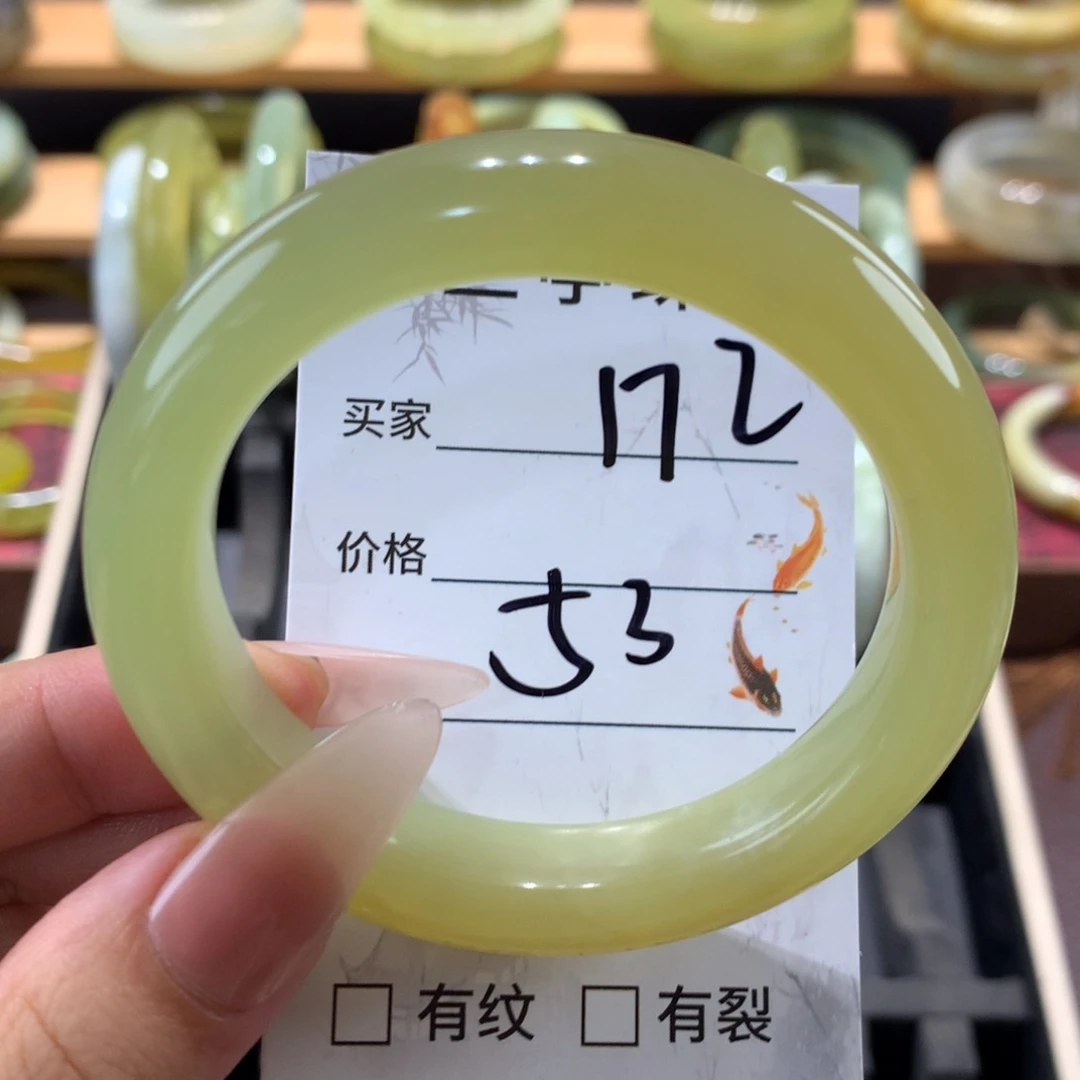 买家 172
价格
53
有纹 有裂